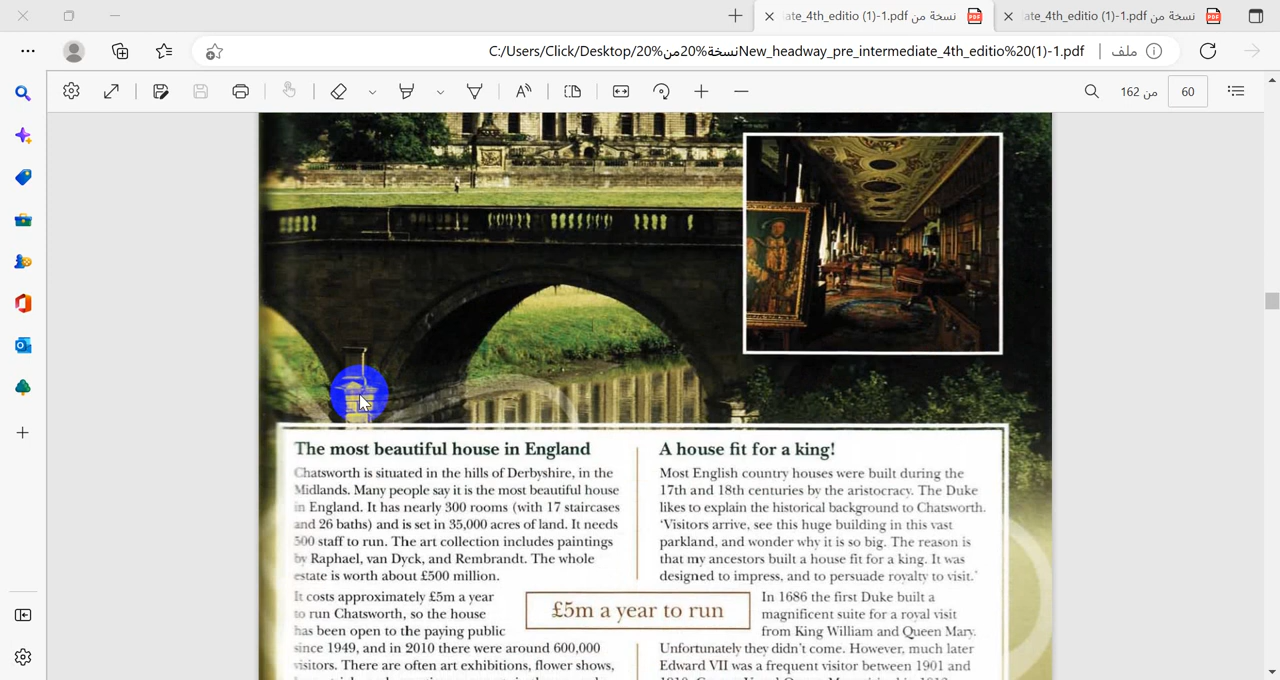 نسخة من ate_4th_editio (1)-1.pdf
نسخة من ate_4th_editio (1)-1.pdf
ملف
C:/Users/Click/Desktop/نسخة%20من%20New_headway_pre_intermediate_4th_editio%20(1)-1.pdf
60
من 162
The most beautiful house in England
Chatsworth is situated in the hills of Derbyshire, in the
Midlands. Many people say it is the most beautiful house
in England. It has nearly 300 rooms (with 17 staircases
and 26 baths) and is set in 35,000 acres of land. It needs
500 staff to run. The art collection includes paintings
by Raphael, van Dyck, and Rembrandt. The whole
estate is worth about £500 million.
It costs approximately £5m a year
to run Chatsworth, so the house
has been open to the paying public
since 1949, and in 2010 there were around 600,000
visitors. There are often art exhibitions, flower shows,
£5m a year to run
A house fit for a king!
Most English country houses were built during the
17th and 18th centuries by the aristocracy. The Duke
likes to explain the historical background to Chatsworth.
'Visitors arrive, see this huge building in this vast
parkland, and wonder why it is so big. The reason is
that my ancestors built a house fit for a king. It was
designed to impress, and to persuade royalty to visit.'
In 1686 the first Duke built a
magnificent suite for a royal visit
from King William and Queen Mary.
Unfortunately they didn't come. However, much later
Edward VII was a frequent visitor between 1901 and